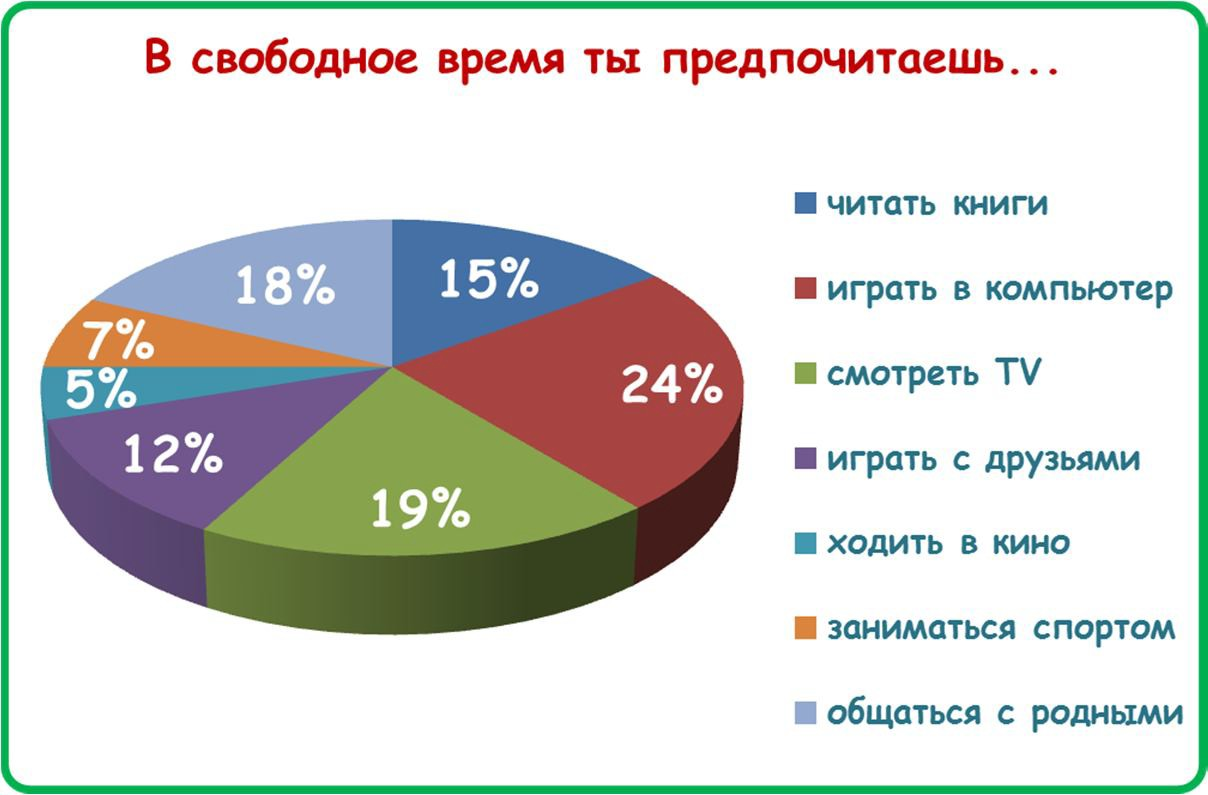 В свободное время ты предпочитаешь...
читать книги
18%
15%
играть в компьютер
7%
24%
смотреть TV
5%
12%
играть с друзьями
19%
ходить в кино
заниматься спортом
общаться с родными